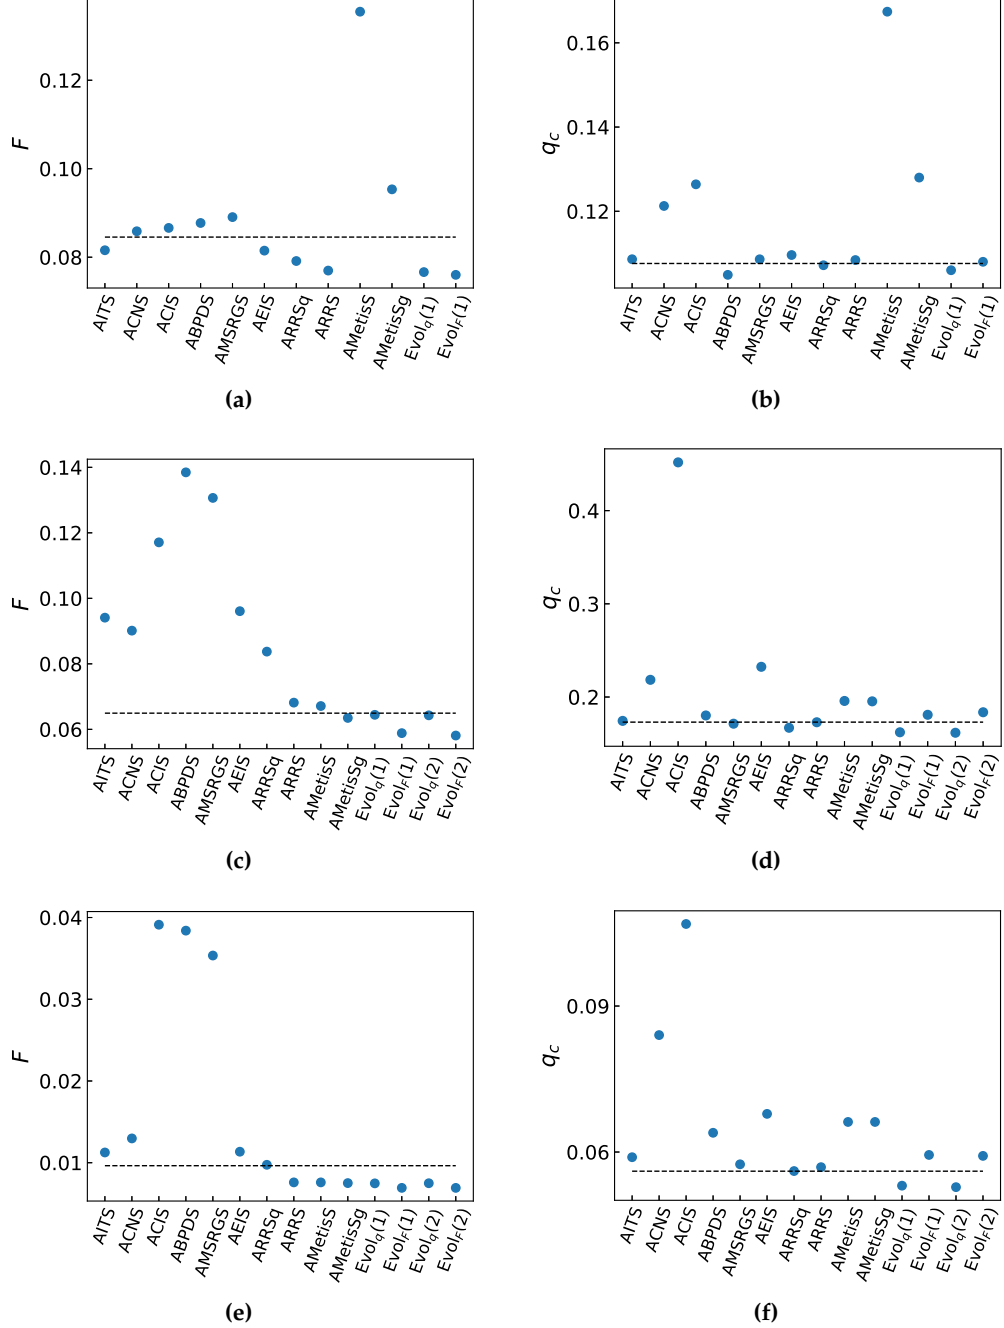 0.12
0.10
0.08
F
AITS
ACNS
ACIS
ABPDS
AMSRGS
AEIS
ARRSq
ARRS
AMetisS
AMetisSg
Evol_q(1)
Evol_F(1)
(a)
0.16
0.14
0.12
q_c
AITS
ACNS
ACIS
ABPDS
AMSRGS
AEIS
ARRSq
ARRS
AMetisS
AMetisSg
Evol_q(1)
Evol_F(1)
(b)
0.14
0.12
0.10
0.08
0.06
F
AITS
ACNS
ACIS
ABPDS
AMSRGS
AEIS
ARRSq
ARRS
AMetisS
AMetisSg
Evol_q(1)
Evol_F(1)
Evol_q(2)
Evol_F(2)
(c)
0.4
0.3
0.2
q_c
AITS
ACNS
ACIS
ABPDS
AMSRGS
AEIS
ARRSq
ARRS
AMetisS
AMetisSg
Evol_q(1)
Evol_F(1)
Evol_q(2)
Evol_F(2)
(d)
0.04
0.03
0.02
0.01
F
AITS
ACNS
ACIS
ABPDS
AMSRGS
AEIS
ARRSq
ARRS
AMetisS
AMetisSg
Evol_q(1)
Evol_F(1)
Evol_q(2)
Evol_F(2)
(e)
0.09
0.06
q_c
AITS
ACNS
ACIS
ABPDS
AMSRGS
AEIS
ARRSq
ARRS
AMetisS
AMetisSg
Evol_q(1)
Evol_F(1)
Evol_q(2)
Evol_F(2)
(f)